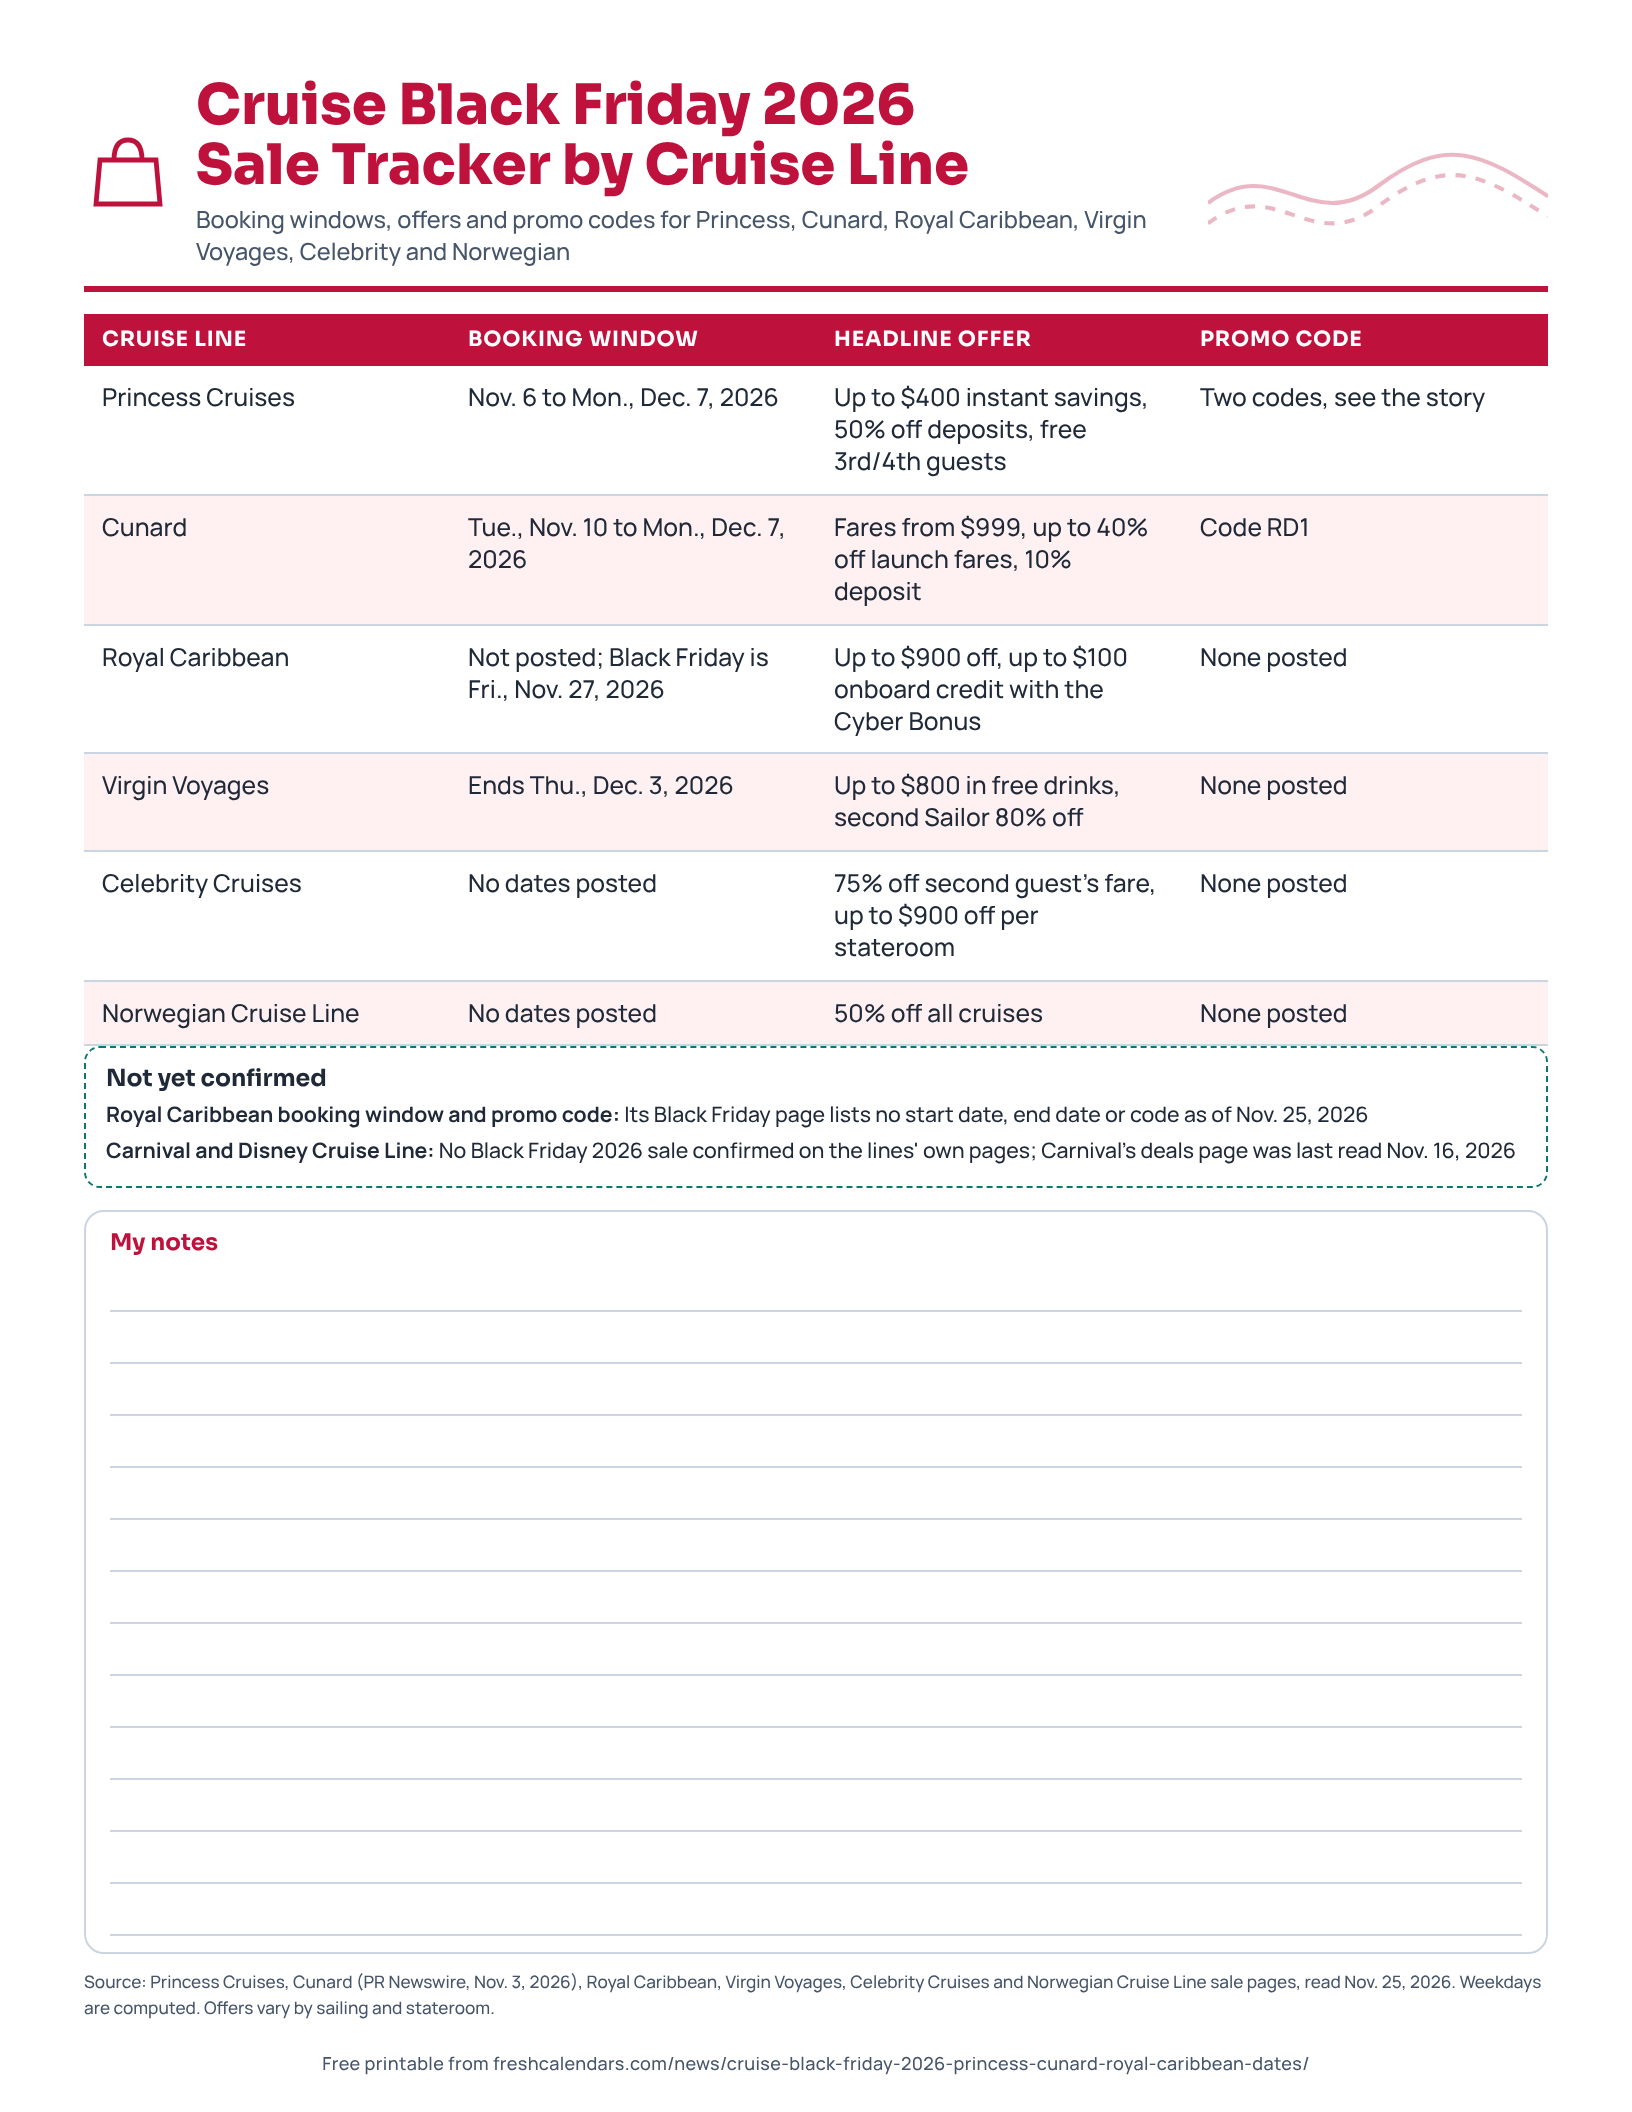 Cruise Black Friday 2026
Sale Tracker by Cruise Line
Booking windows, offers and promo codes for Princess, Cunard, Royal Caribbean, Virgin
Voyages, Celebrity and Norwegian
CRUISE LINE BOOKING WINDOW HEADLINE OFFER PROMO CODE
Princess Cruises Nov. 6 to Mon., Dec. 7, 2026 Up to $400 instant savings, Two codes, see the story
50% off deposits, free
3rd/4th guests
Cunard Tue., Nov. 10 to Mon., Dec. 7, Fares from $999, up to 40% Code RD1
2026 off launch fares, 10%
deposit
Royal Caribbean Not posted; Black Friday is Up to $900 off, up to $100 None posted
Fri., Nov. 27, 2026 onboard credit with the
Cyber Bonus
Virgin Voyages Ends Thu., Dec. 3, 2026 Up to $800 in free drinks, None posted
second Sailor 80% off
Celebrity Cruises No dates posted 75% off second guest’s fare, None posted
up to $900 off per
stateroom
Norwegian Cruise Line No dates posted 50% off all cruises None posted
Not yet confirmed
Royal Caribbean booking window and promo code: Its Black Friday page lists no start date, end date or code as of Nov. 25, 2026
Carnival and Disney Cruise Line: No Black Friday 2026 sale confirmed on the lines' own pages; Carnival’s deals page was last read Nov. 16, 2026
My notes
Source: Princess Cruises, Cunard (PR Newswire, Nov. 3, 2026), Royal Caribbean, Virgin Voyages, Celebrity Cruises and Norwegian Cruise Line sale pages, read Nov. 25, 2026. Weekdays
are computed. Offers vary by sailing and stateroom.
Free printable from freshcalendars.com/news/cruise-black-friday-2026-princess-cunard-royal-caribbean-dates/